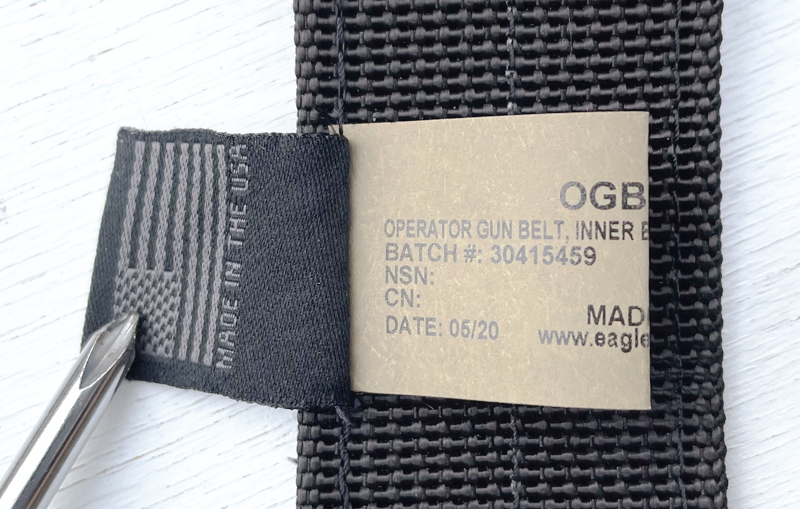 MADE IN THE USA
OGB
OPERATOR GUN BELT, INNER B
BATCH #: 30415459
NSN:
CN:
DATE: 05/20
MAD
www.eagle